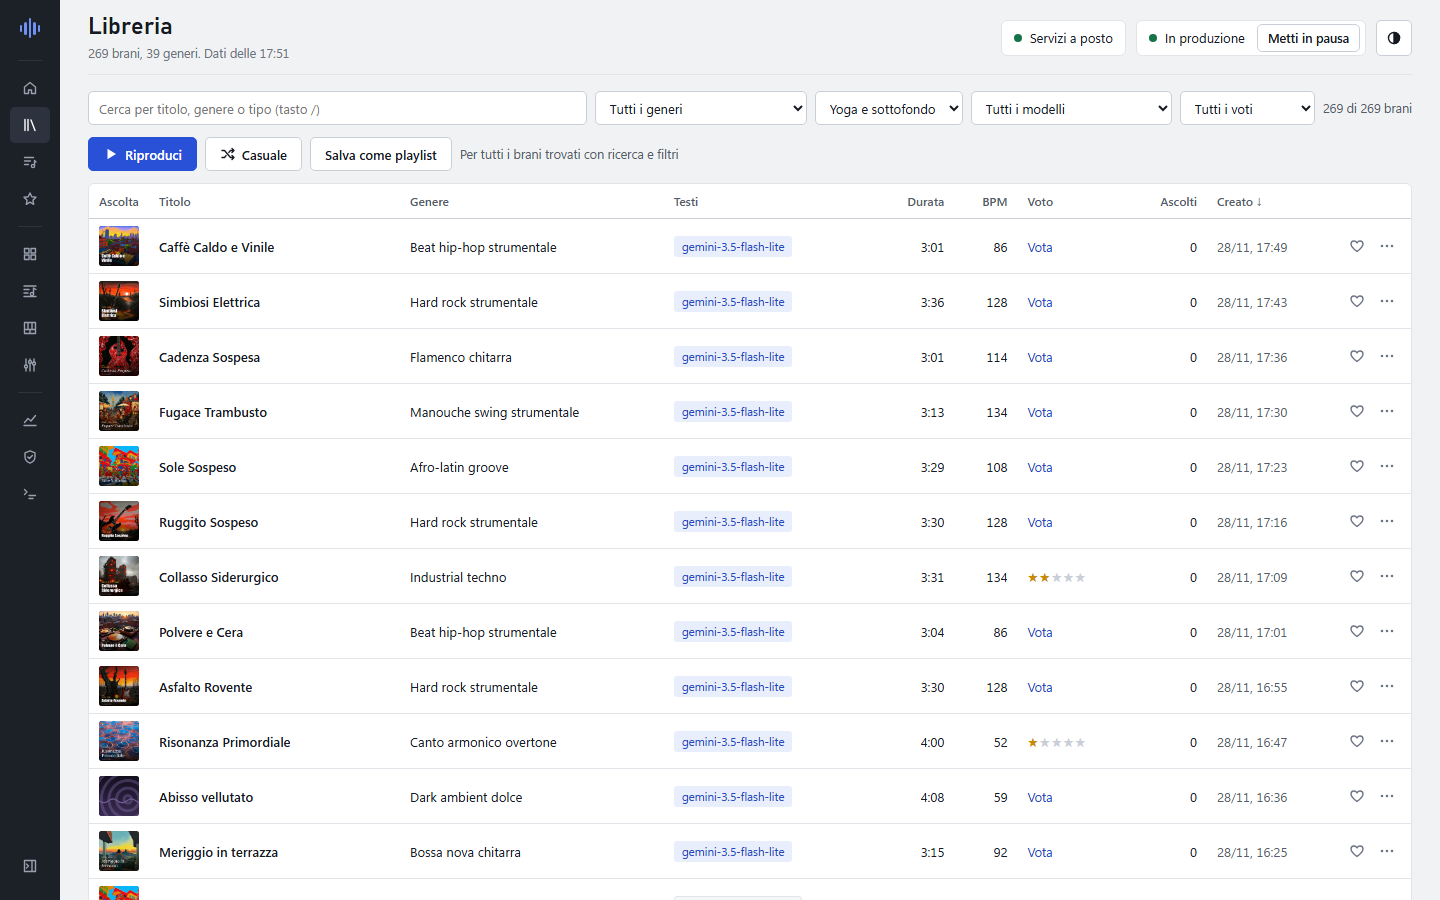 Libreria
269 brani, 39 generi. Dati delle 17:51
Servizi a posto
In produzione
Metti in pausa
Cerca per titolo, genere o tipo (tasto /)
Tutti i generi
Yoga e sottofondo
Tutti i modelli
Tutti i voti
269 di 269 brani
Riproduci
Casuale
Salva come playlist
Per tutti i brani trovati con ricerca e filtri
Ascolta Titolo Genere Testi Durata BPM Voto Ascolti Creato ↓
Caffè Caldo e Vinile Beat hip-hop strumentale gemini-3.5-flash-lite 3:01 86 Vota 0 28/11, 17:49
Simbiosi Elettrica Hard rock strumentale gemini-3.5-flash-lite 3:36 128 Vota 0 28/11, 17:43
Cadenza Sospesa Flamenco chitarra gemini-3.5-flash-lite 3:01 114 Vota 0 28/11, 17:36
Fugace Trambusto Manouche swing strumentale gemini-3.5-flash-lite 3:13 134 Vota 0 28/11, 17:30
Sole Sospeso Afro-latin groove gemini-3.5-flash-lite 3:29 108 Vota 0 28/11, 17:23
Ruggito Sospeso Hard rock strumentale gemini-3.5-flash-lite 3:30 128 Vota 0 28/11, 17:16
Collasso Siderurgico Industrial techno gemini-3.5-flash-lite 3:31 134 0 28/11, 17:09
Polvere e Cera Beat hip-hop strumentale gemini-3.5-flash-lite 3:04 86 Vota 0 28/11, 17:01
Asfalto Rovente Hard rock strumentale gemini-3.5-flash-lite 3:30 128 Vota 0 28/11, 16:55
Risonanza Primordiale Canto armonico overtone gemini-3.5-flash-lite 4:00 52 0 28/11, 16:47
Abisso vellutato Dark ambient dolce gemini-3.5-flash-lite 4:08 59 Vota 0 28/11, 16:36
Meriggio in terrazza Bossa nova chitarra gemini-3.5-flash-lite 3:15 92 Vota 0 28/11, 16:25